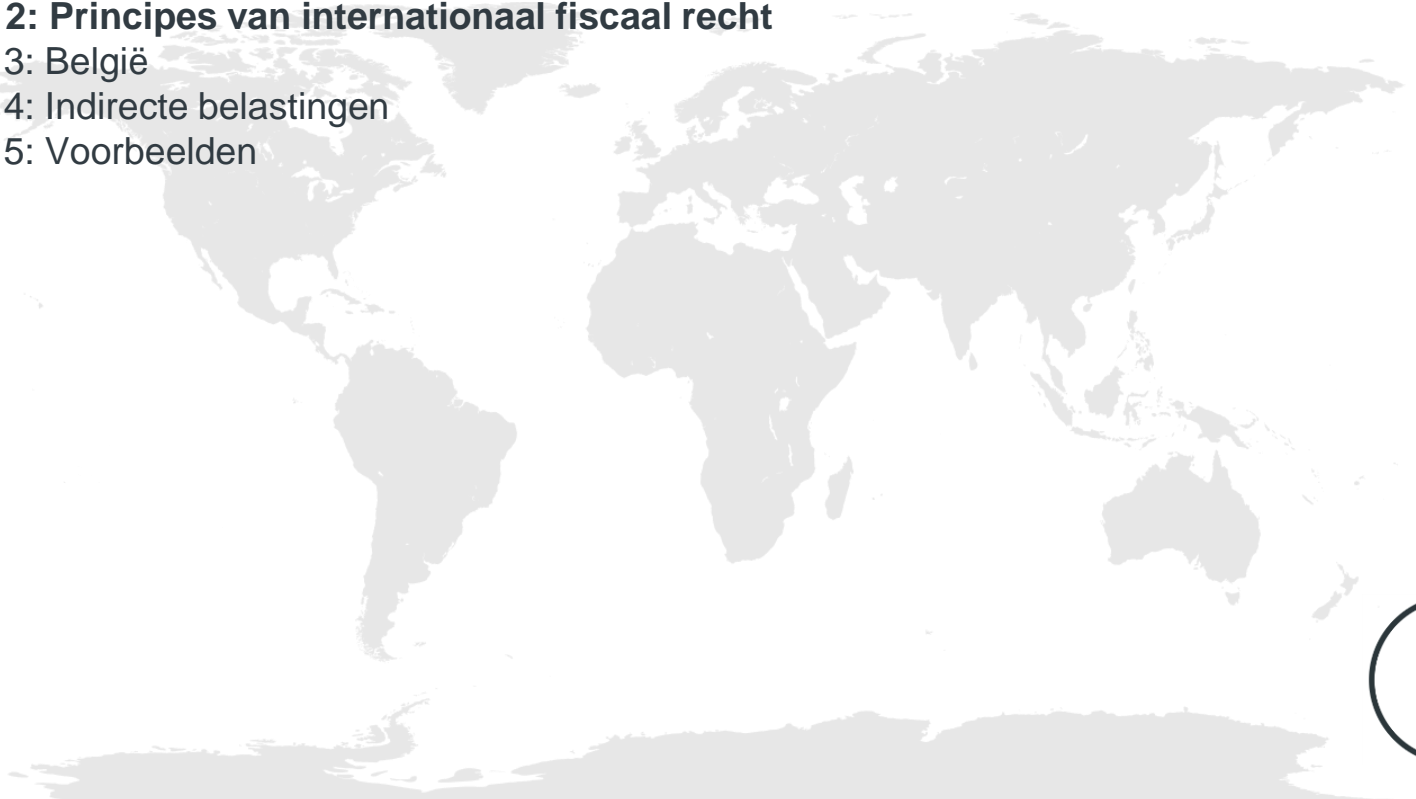 2: Principes van internationaal fiscaal recht
3: België
4: Indirecte belastingen
5: Voorbeelden